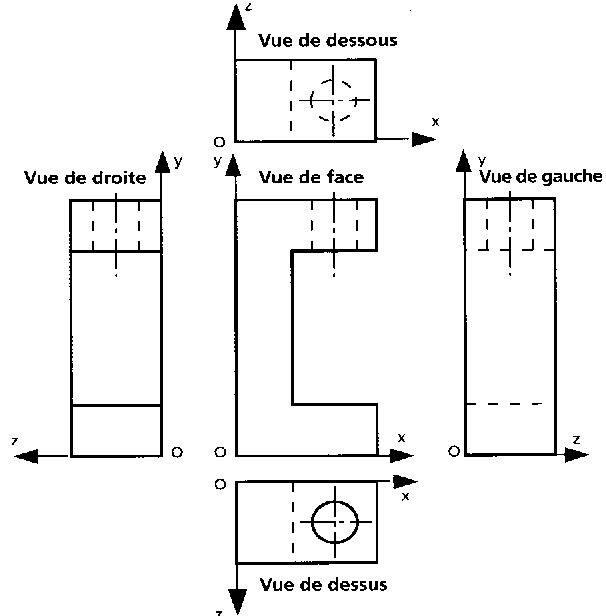 z
Vue de dessous
x
O
Vue de droite
y
y
Vue de face
y
Vue de gauche
z
O
O
x
O
z
O
x
Vue de dessus
z